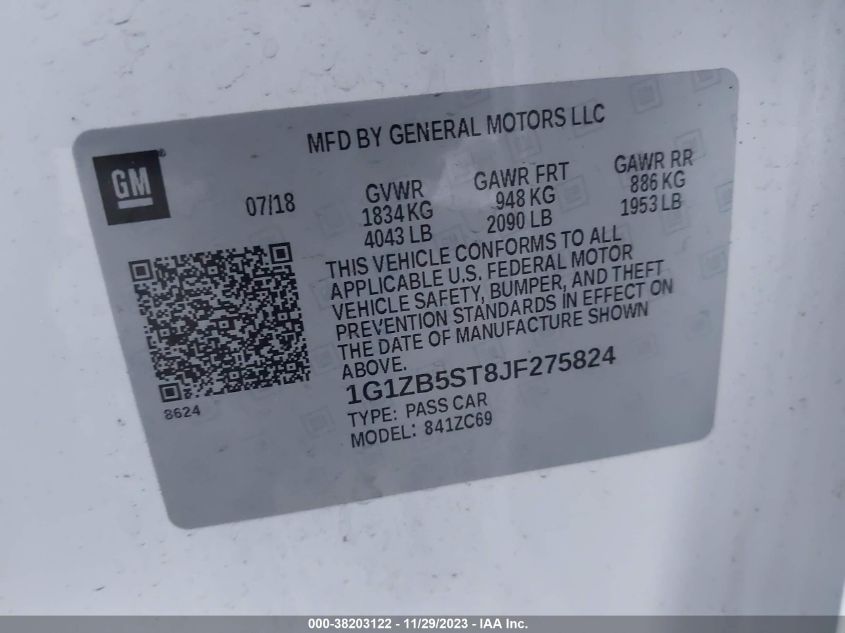 MFD BY GENERAL MOTORS LLC
GM®
07/18
GVWR
1834 KG
4043 LB
GAWR FRT
948 KG
2090 LB
GAWR RR
886 KG
1953 LB
THIS VEHICLE CONFORMS TO ALL
APPLICABLE U.S. FEDERAL MOTOR
VEHICLE SAFETY, BUMPER, AND THEFT
PREVENTION STANDARDS IN EFFECT ON
THE DATE OF MANUFACTURE SHOWN
ABOVE.
1G1ZB5ST8JF275824
TYPE: PASS CAR
MODEL: 841ZC69
8624
000-38203122 - 11/29/2023 - IAA Inc.